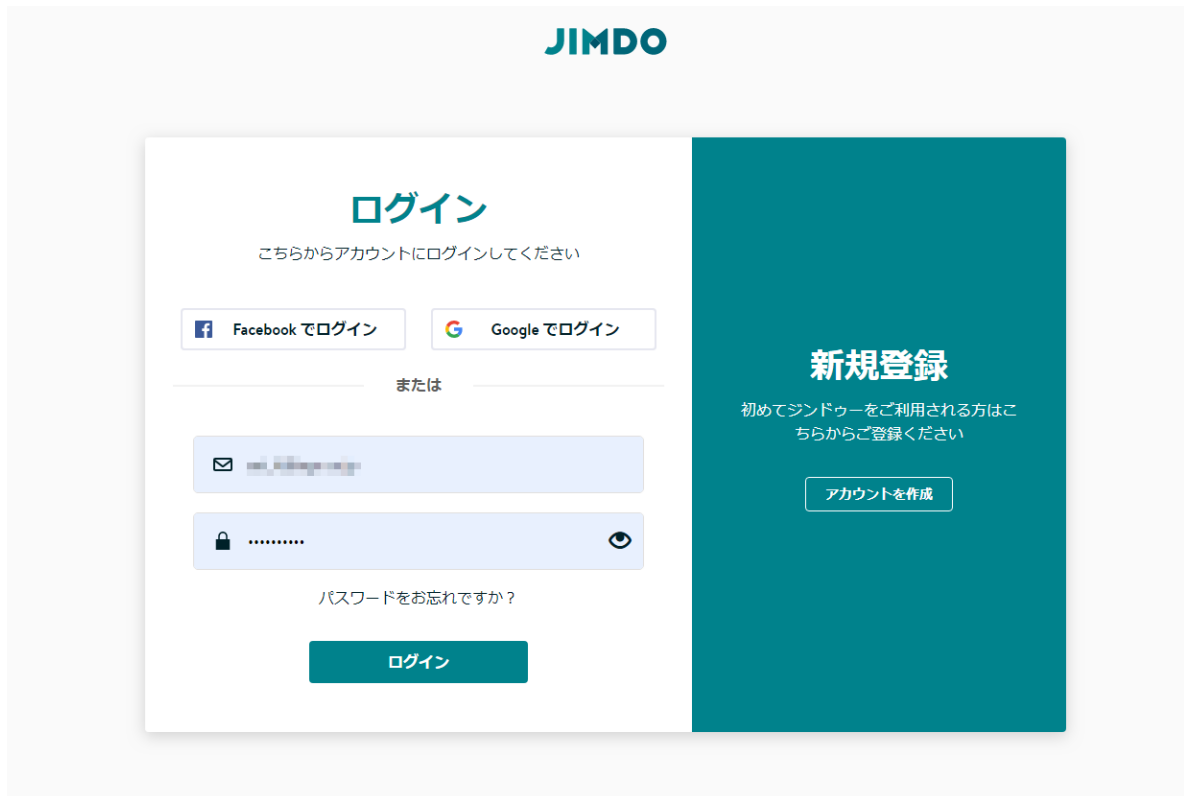 JIMDO
ログイン
こちらからアカウントにログインしてください
Facebook でログイン
Google でログイン
または
••••••••••
パスワードをお忘れですか？
ログイン
新規登録
初めてジンドゥーをご利用される方はこ
ちらからご登録ください
アカウントを作成